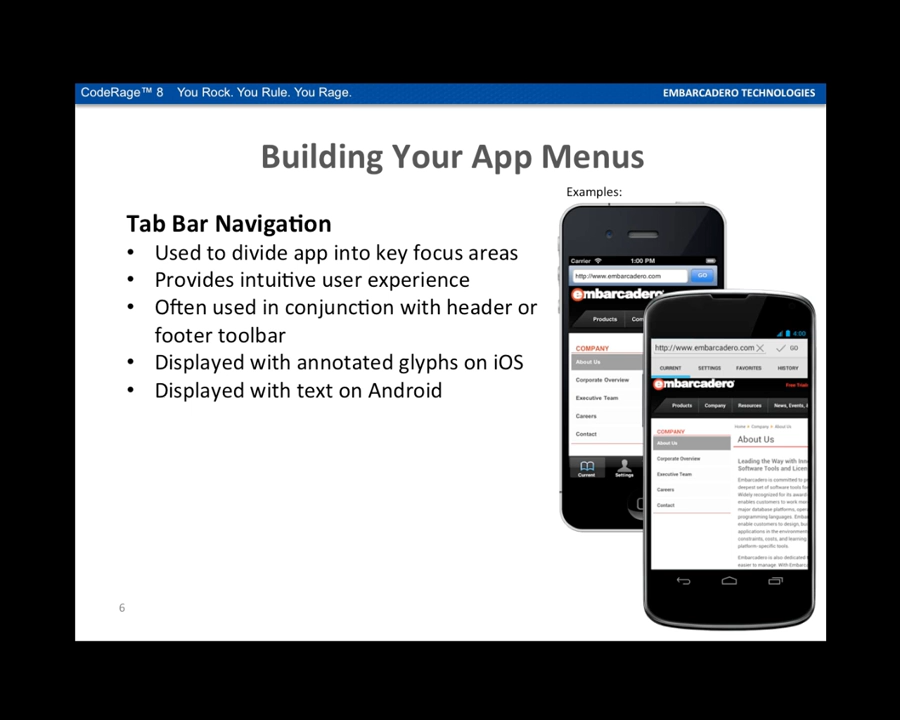 CodeRage™ 8 You Rock. You Rule. You Rage.
EMBARCADERO TECHNOLOGIES
Building Your App Menus
Examples:
Tab Bar Navigation
• Used to divide app into key focus areas
• Provides intuitive user experience
• Often used in conjunction with header or
footer toolbar
• Displayed with annotated glyphs on iOS
• Displayed with text on Android
Carrier 1:00 PM
http://www.embarcadero.com GO
embarcadero
Products Com
COMPANY
About Us
Corporate Overview
Executive Team
Careers
Contact
Current Settings
4:00
http://www.embarcadero.com GO
CURRENT SETTINGS FAVORITES HISTORY
embarcadero
Free Trials
Products Company Resources News, Events,
Home > Company > About Us
COMPANY
About Us
Corporate Overview
Executive Team
Careers
Contact
About Us
Leading the Way with Inn
Software Tools and Licen
Embarcadero is committed to p
deepest set of software tools fo
Widely recognized for its award
enables customers to work mor
major database platforms, oper
programming languages. Embar
enable customers to design, bu
applications in the environment
constraints, costs, and learning
platform-specific tools.
Embarcadero is also dedicated t
easier to manage. With Embarc
6